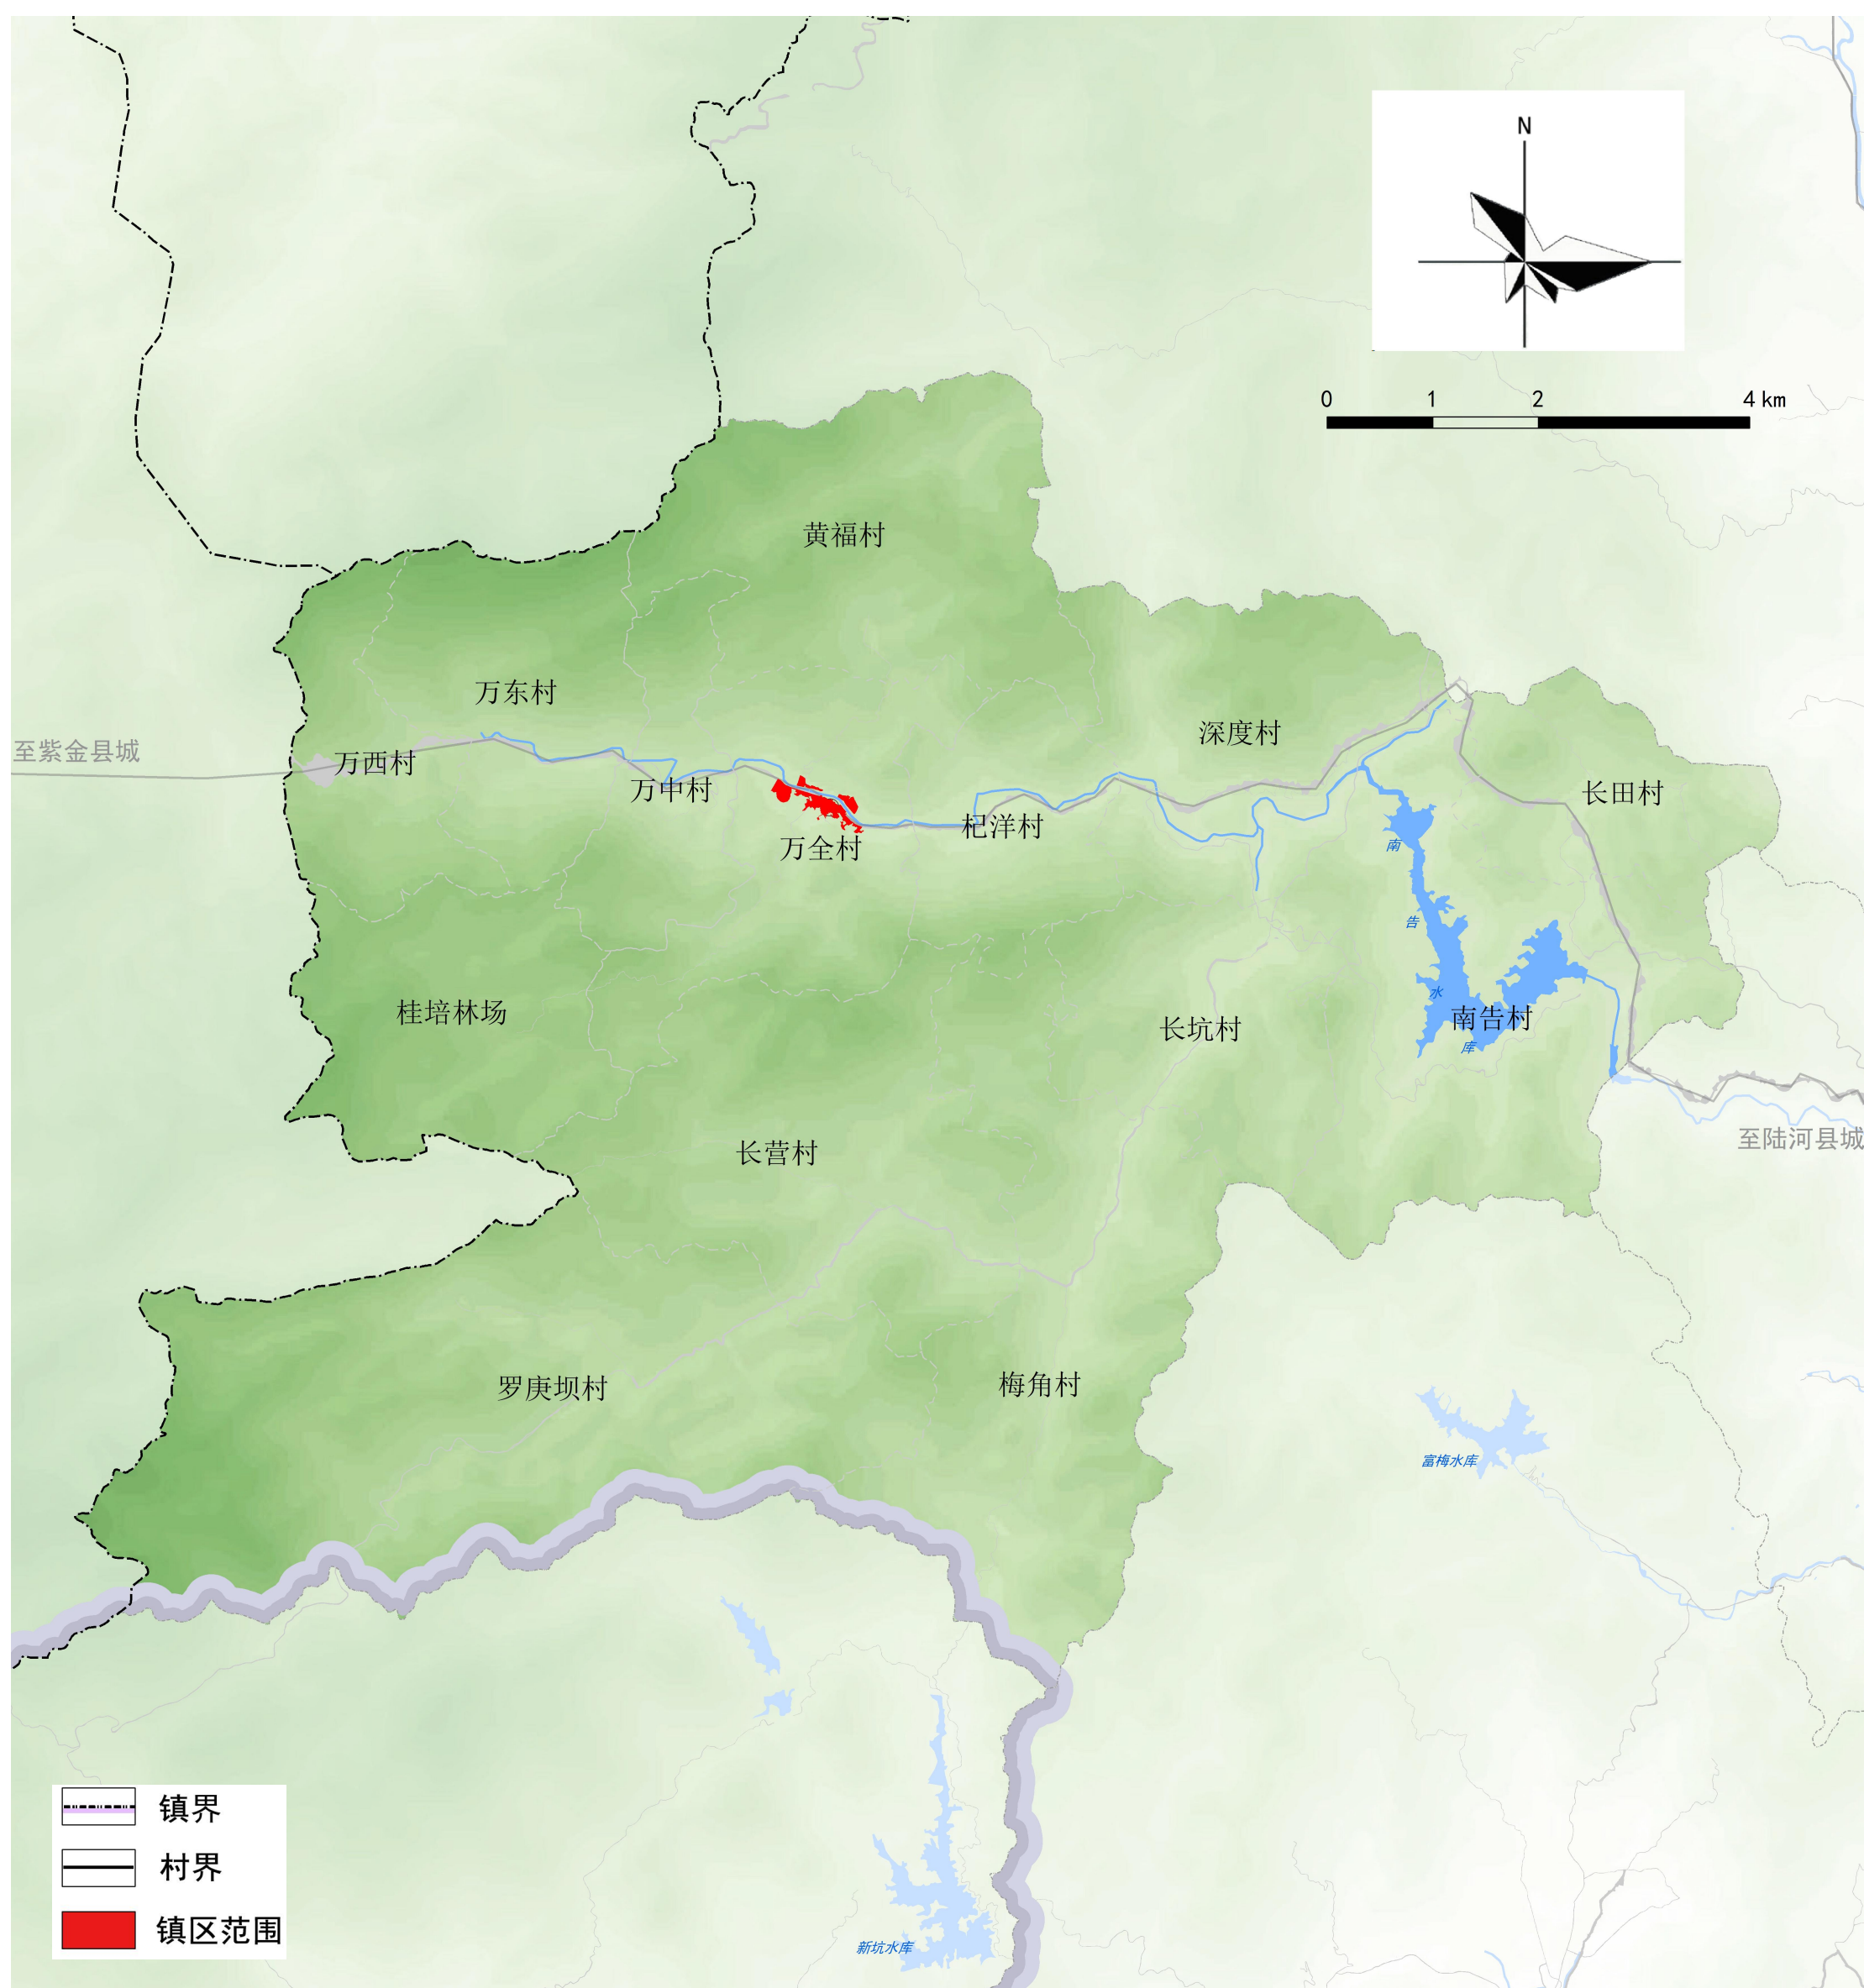 N
0 1 2 4 km
黄福村
万东村
深度村
至紫金县城
万西村
万中村
长田村
杞洋村
万全村
南
告
水
库
桂培林场
南告村
长坑村
至陆河县城
长营村
罗庚坝村
梅角村
富梅水库
镇界
村界
镇区范围
新坑水库